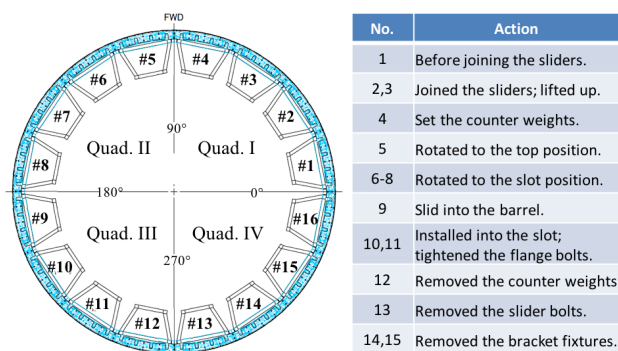 FWD
#5
#4
#6
#3
#7
#2
90°
Quad. II
Quad. I
#8
#1
180°
0°
#9
#16
Quad. III
Quad. IV
270°
#10
#15
#11
#14
#12
#13
No. Action
1 Before joining the sliders.
2,3 Joined the sliders; lifted up.
4 Set the counter weights.
5 Rotated to the top position.
6-8 Rotated to the slot position.
9 Slid into the barrel.
10,11 Installed into the slot;
tightened the flange bolts.
12 Removed the counter weights
13 Removed the slider bolts.
14,15 Removed the bracket fixtures.